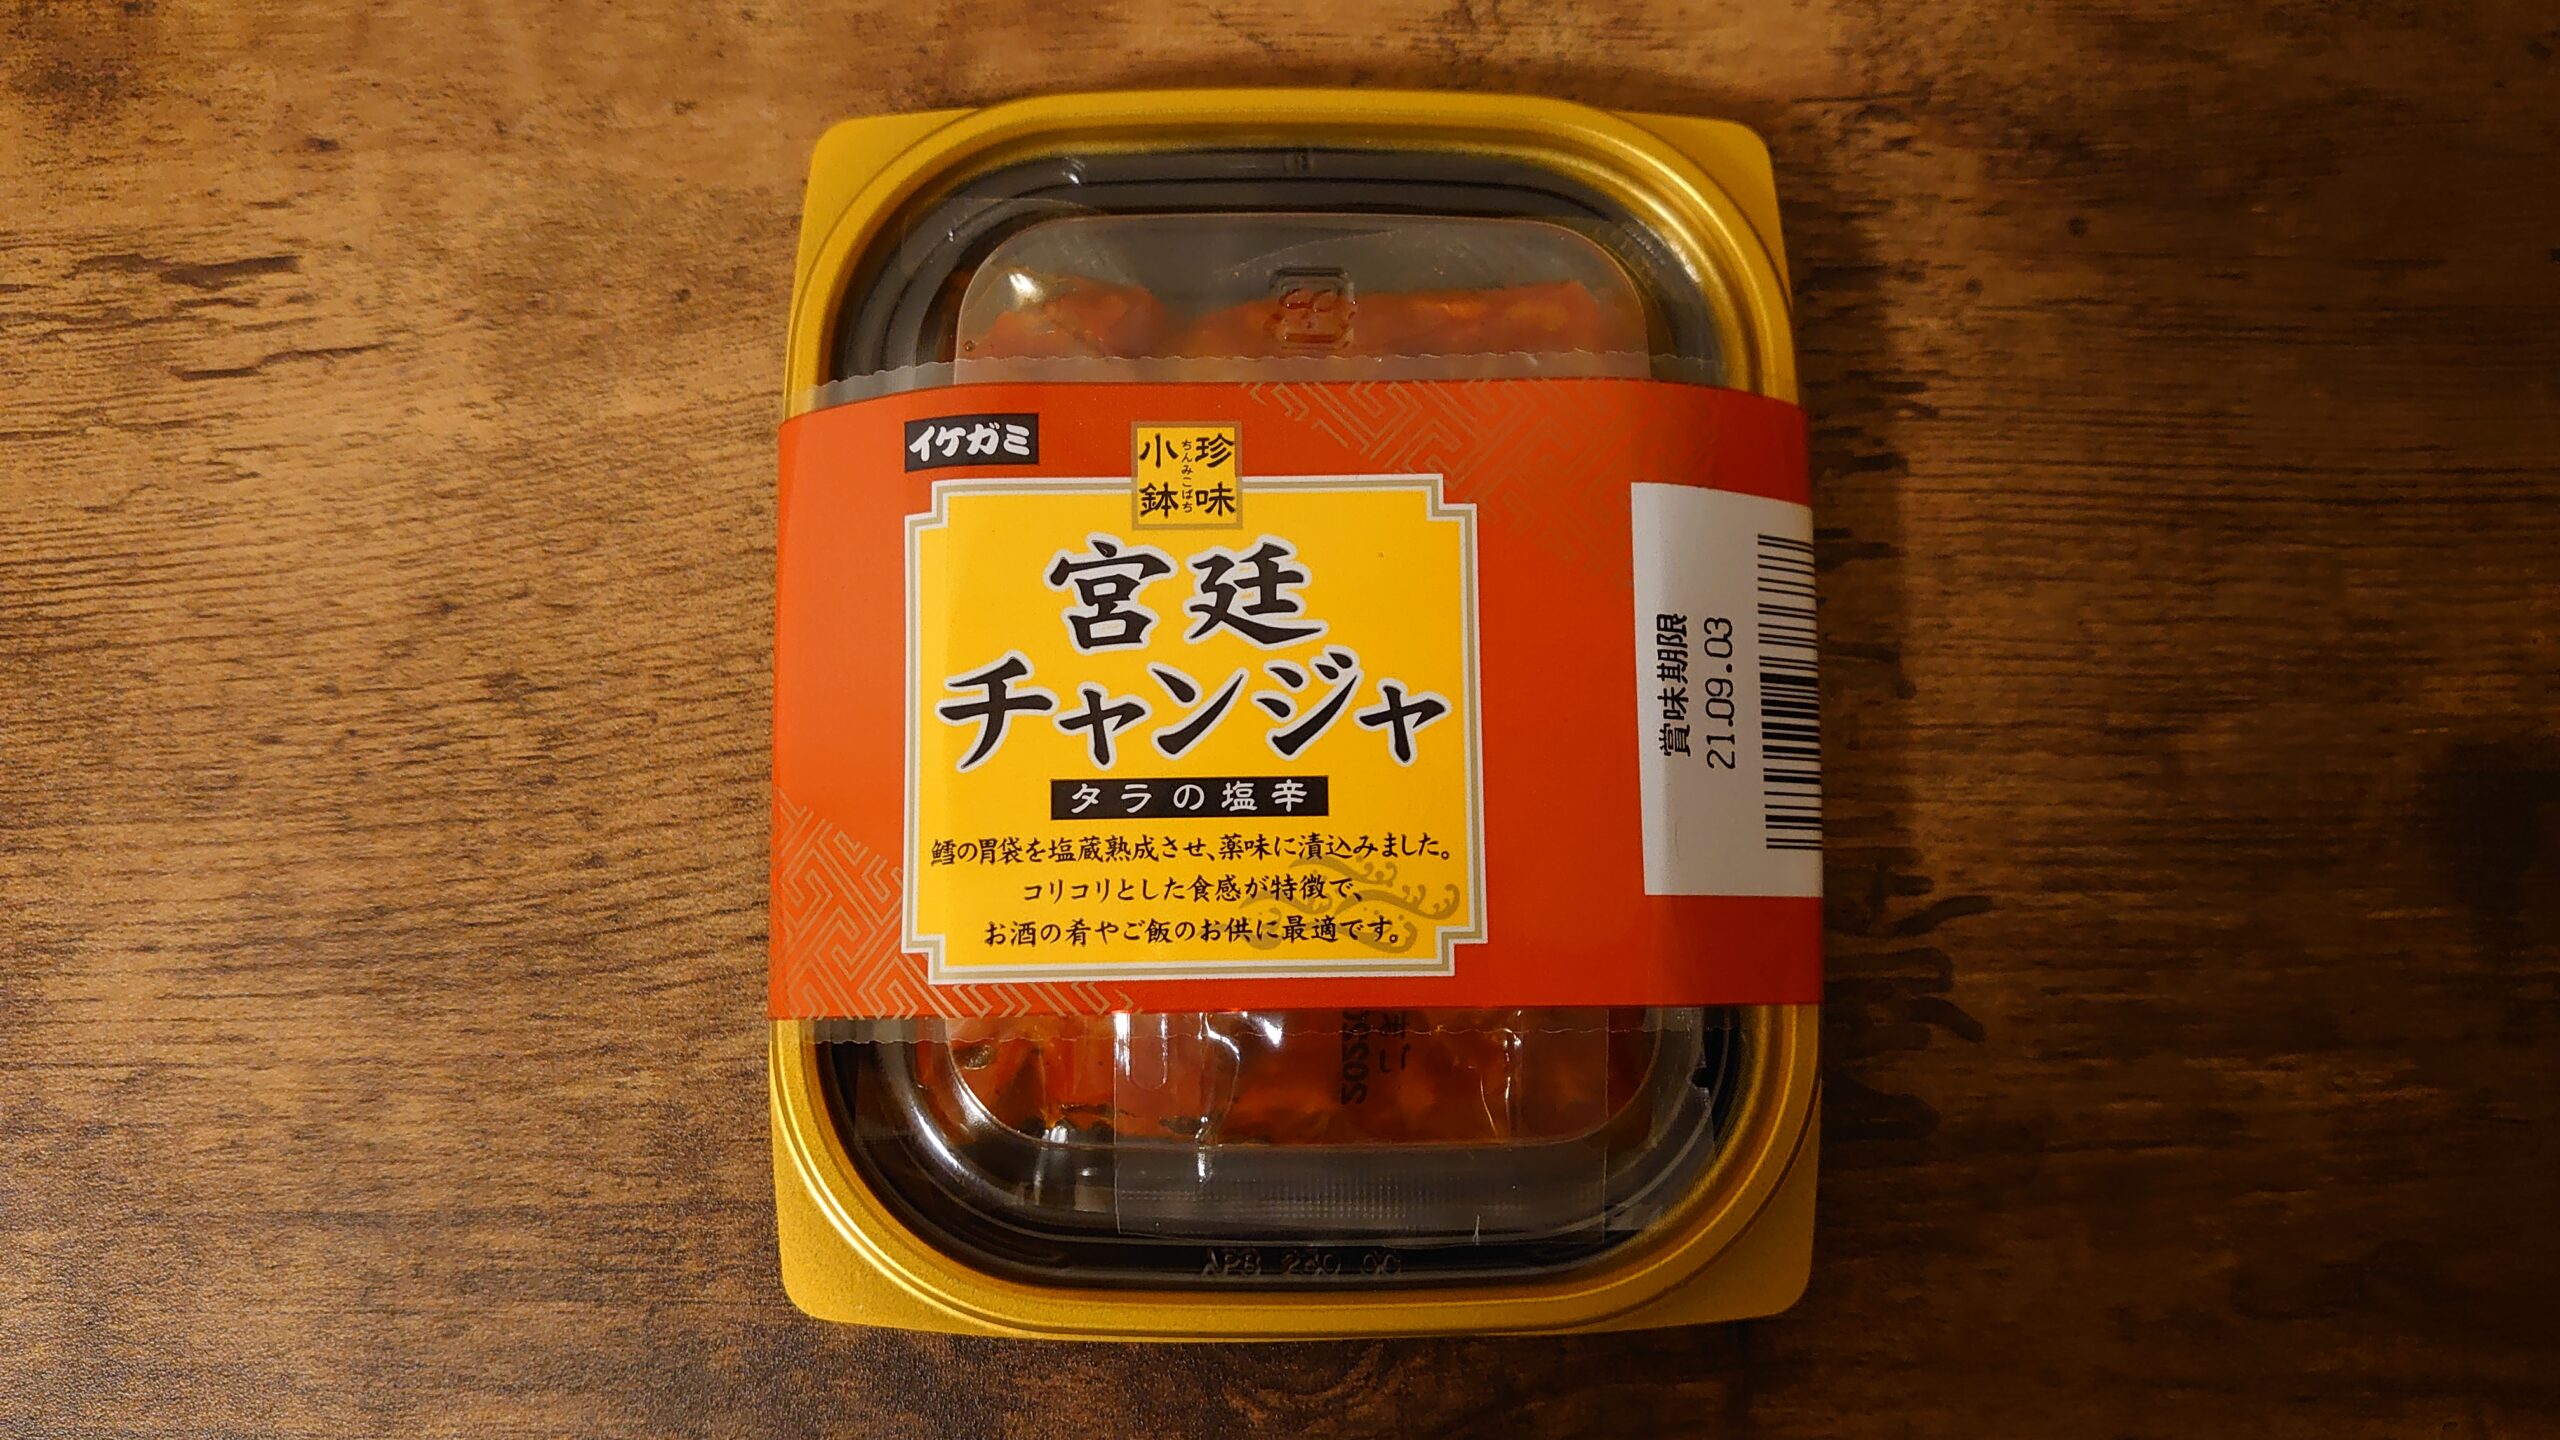 イケガミ
珍味
小鉢
ちんみこばち
宮廷
チャンジャ
タラの塩辛
鱈の胃袋を塩蔵熟成させ、薬味に漬込みました。
コリコリとした食感が特徴で、
お酒の肴やご飯のお供に最適です。
賞味期限
21.09.03